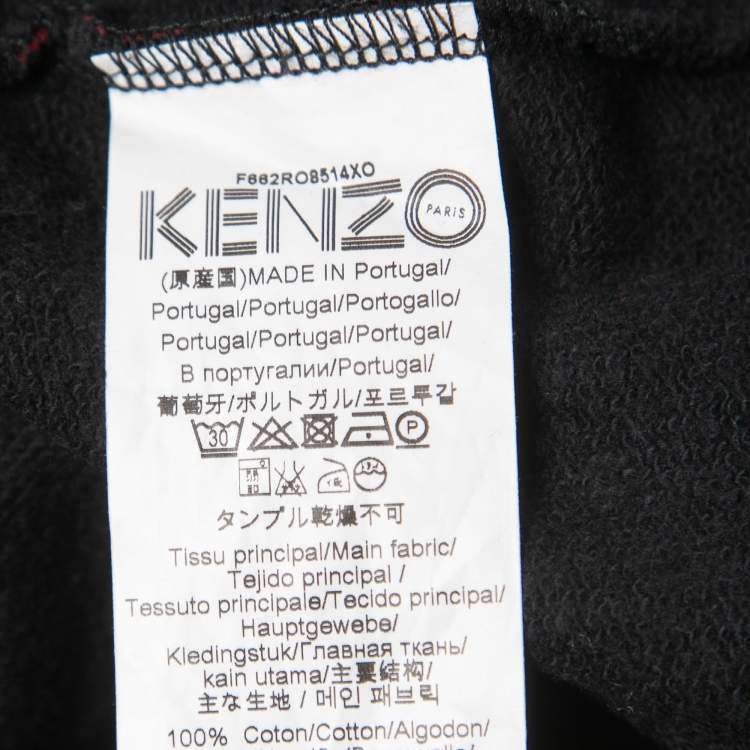 F662RO8514XO
KENZO PARIS
(原産国)MADE IN Portugal/
Portugal/Portugal/Portogallo/
Portugal/Portugal/Portugal/
В португалии/Portugal/
葡萄牙/ポルトガル/포르투갈
30 P
タンブル乾燥不可
Tissu principal/Main fabric/
Tejido principal /
Tessuto principale/Tecido principal/
Hauptgewebe/
Kledingstuk/Главная ткань/
kain utama/主要结构/
主な生地 / 메인 패브릭
100% Coton/Cotton/Algodon/